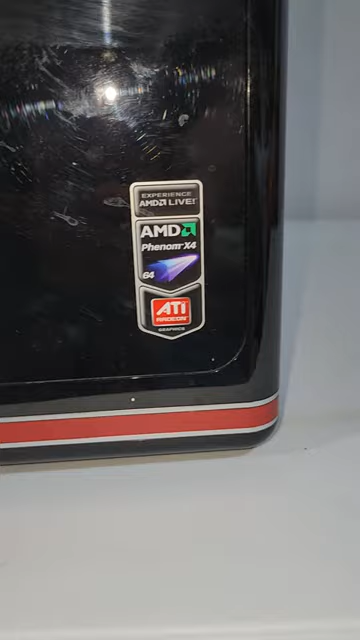 EXPERIENCE
AMD LIVE!
AMD
Phenom X4
64
ATI
RADEON
GRAPHICS